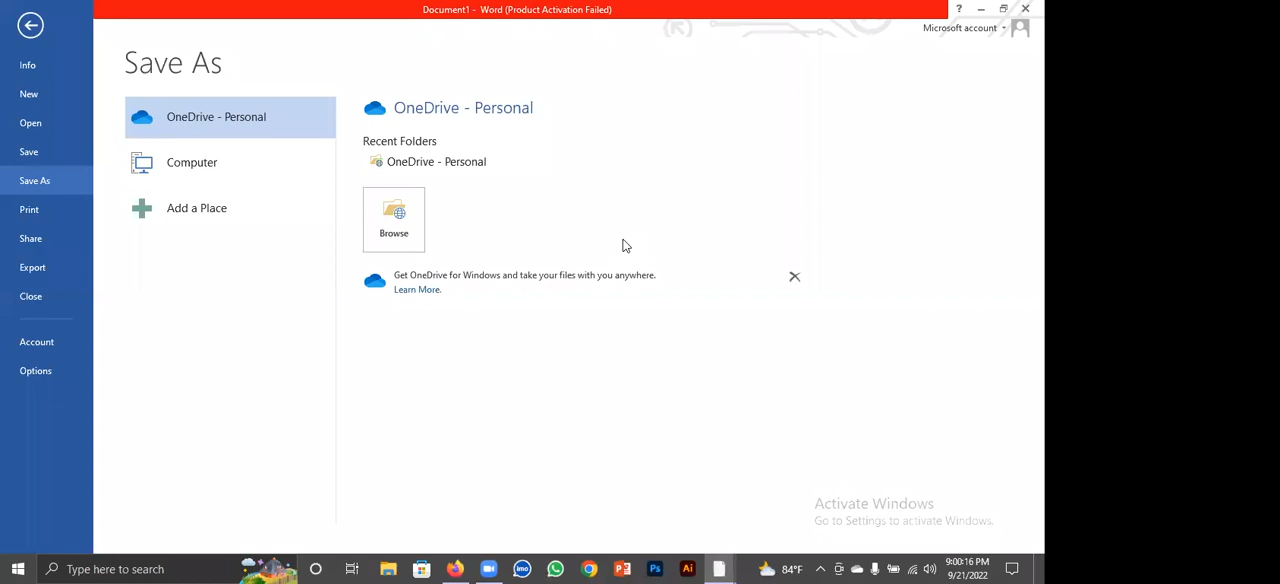 Document1 - Word (Product Activation Failed)
?
Microsoft account
Info
New
Open
Save
Save As
Print
Share
Export
Close
Account
Options
Save As
OneDrive - Personal
Computer
Add a Place
OneDrive - Personal
Recent Folders
OneDrive - Personal
Browse
Get OneDrive for Windows and take your files with you anywhere.
Learn More.
Activate Windows
Go to Settings to activate Windows.
Type here to search
imo
Ps
Ai
84°F
9:00:16 PM
9/21/2022